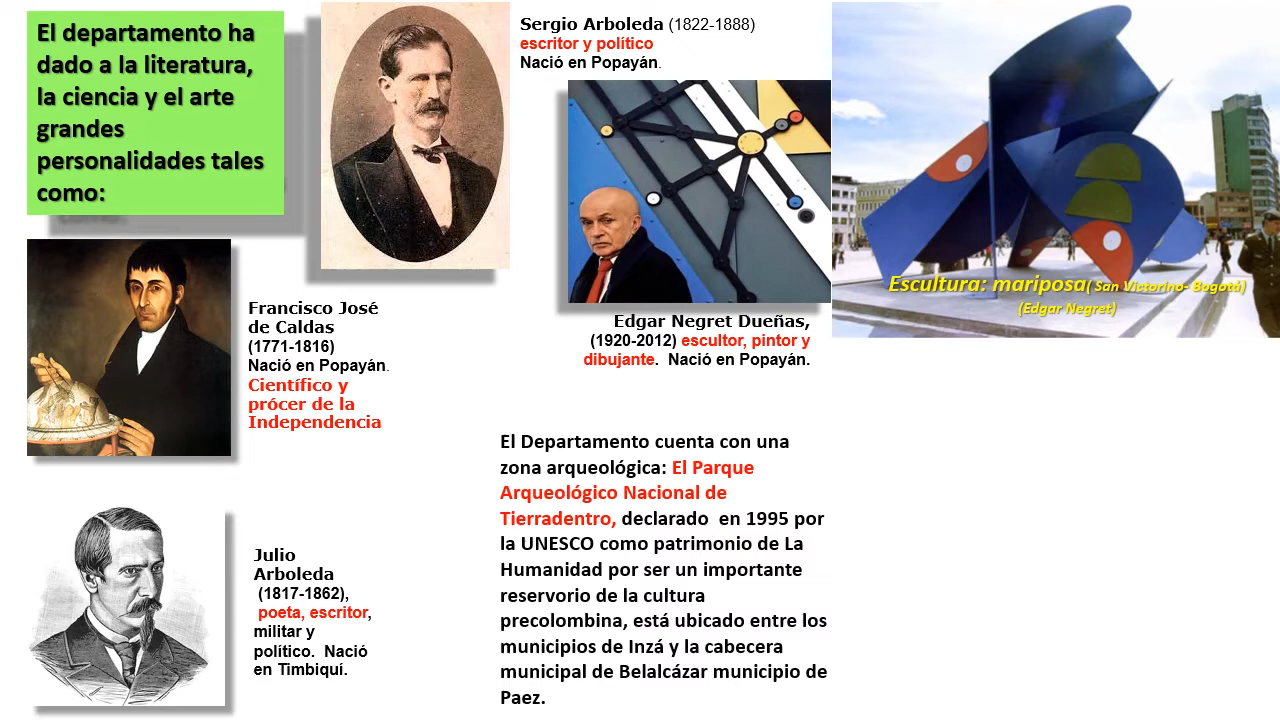 El departamento ha
dado a la literatura,
la ciencia y el arte
grandes
personalidades tales
como:
Sergio Arboleda (1822-1888)
escritor y político
Nació en Popayán.
Escultura: mariposa( San Victorino- Bogotá)
(Edgar Negret)
Francisco José
de Caldas
(1771-1816)
Nació en Popayán.
Científico y
prócer de la
Independencia
Edgar Negret Dueñas,
(1920-2012) escultor, pintor y
dibujante. Nació en Popayán.
Julio
Arboleda
(1817-1862),
poeta, escritor,
militar y
político. Nació
en Timbiquí.
El Departamento cuenta con una
zona arqueológica: El Parque
Arqueológico Nacional de
Tierradentro, declarado en 1995 por
la UNESCO como patrimonio de La
Humanidad por ser un importante
reservorio de la cultura
precolombina, está ubicado entre los
municipios de Inzá y la cabecera
municipal de Belalcázar municipio de
Paez.